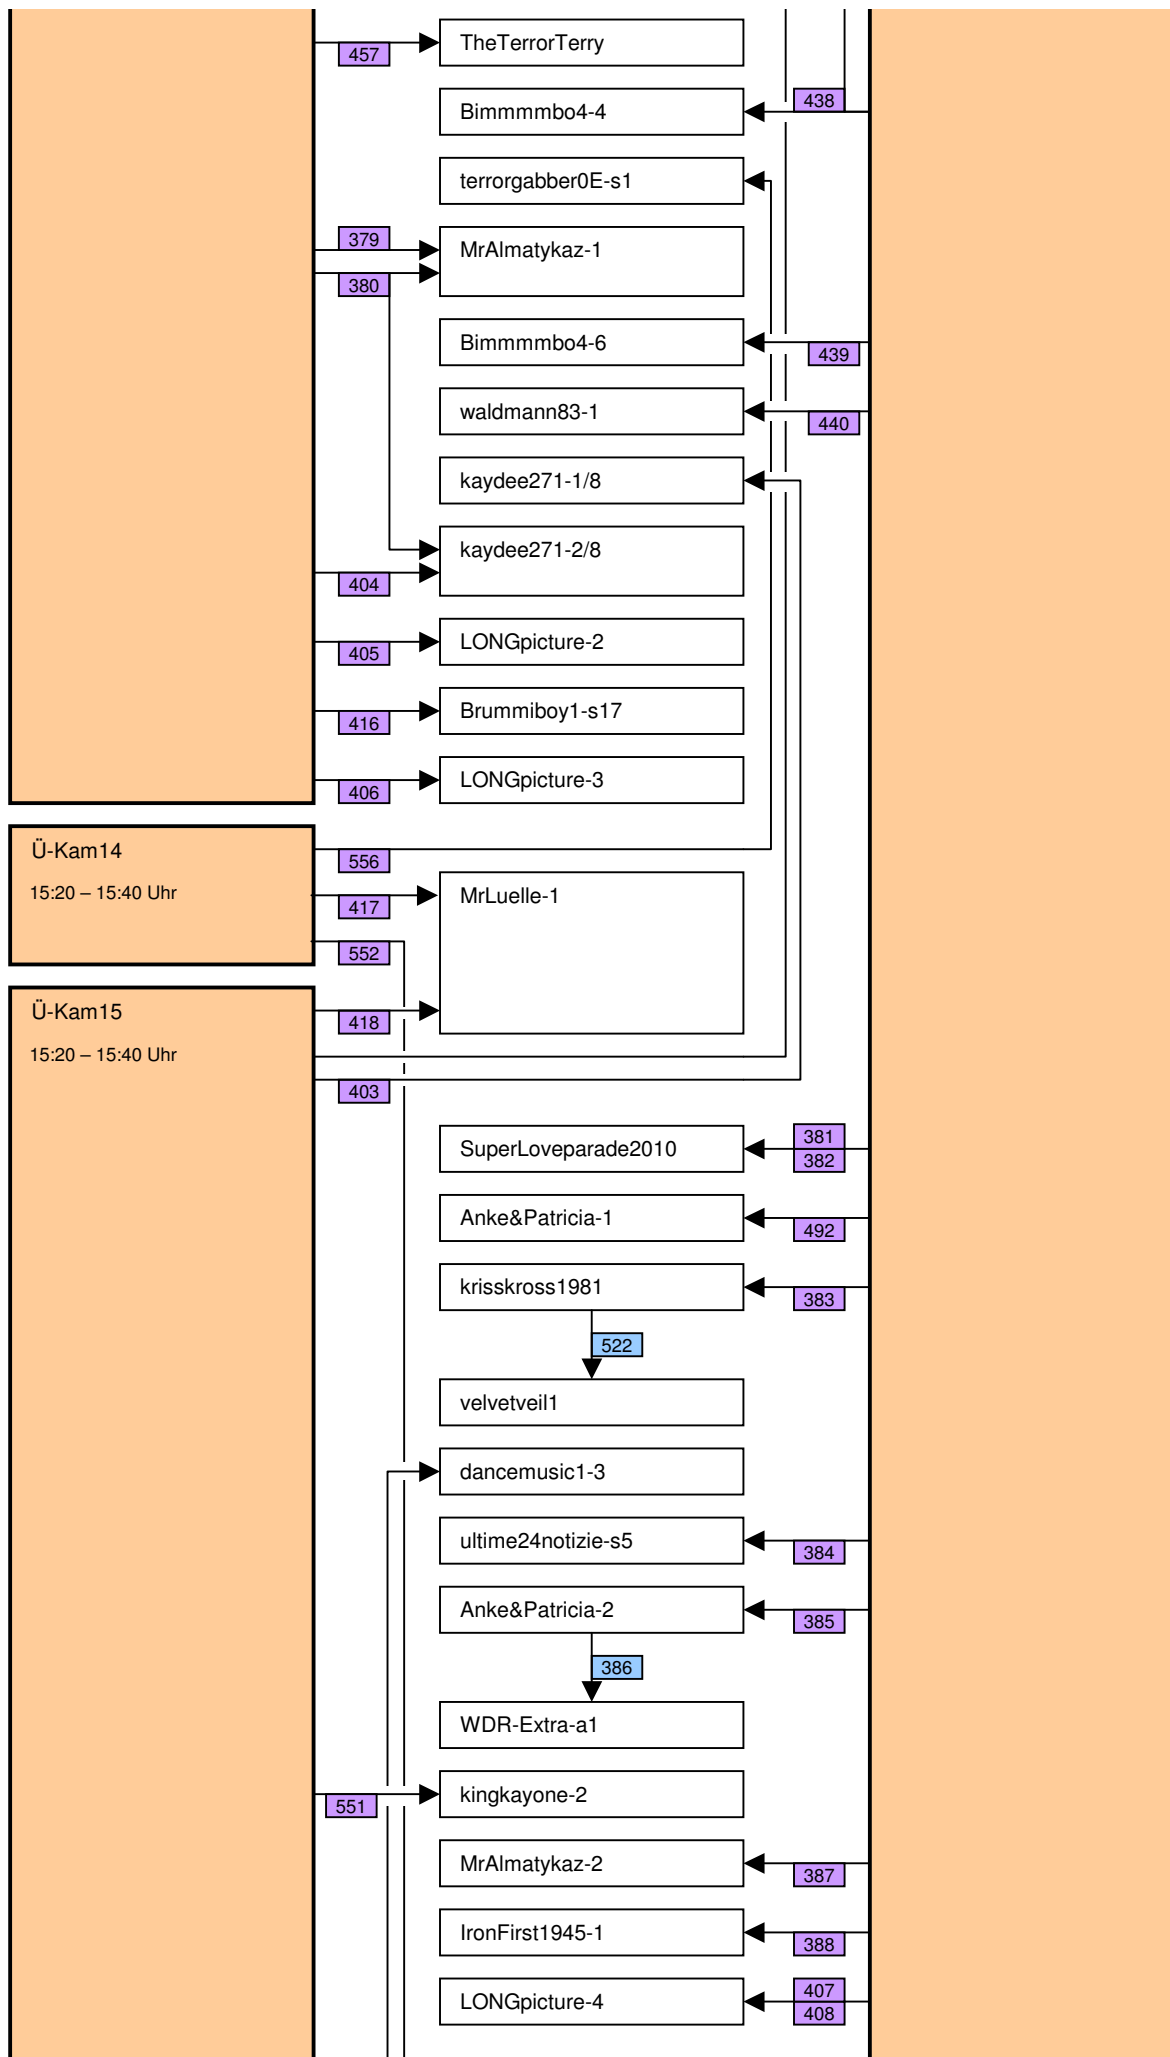 TheTerrorTerry
457
438
Bimmmmbo4-4
terrorgabber0E-s1
379
MrAlmatykaz-1
380
Bimmmmbo4-6
439
waldmann83-1
440
kaydee271-1/8
kaydee271-2/8
404
LONGpicture-2
405
Brummiboy1-s17
416
LONGpicture-3
406
Ü-Kam14
556
15:20 – 15:40 Uhr
MrLuelle-1
417
552
Ü-Kam15
418
15:20 – 15:40 Uhr
403
381
SuperLoveparade2010
382
Anke&Patricia-1
492
krisskross1981
383
522
velvetveil1
dancemusic1-3
ultime24notizie-s5
384
Anke&Patricia-2
385
386
WDR-Extra-a1
kingkayone-2
551
MrAlmatykaz-2
387
IronFirst1945-1
388
407
LONGpicture-4
408